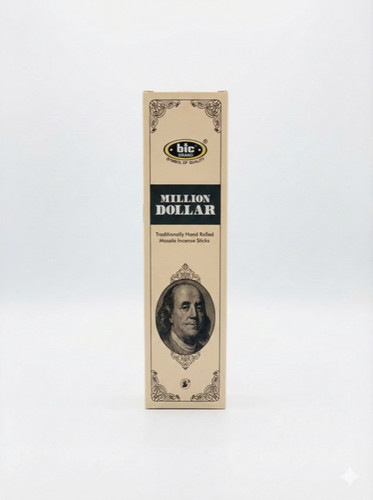 bic
BRAND
SYMBOL OF QUALITY
®
MILLION
DOLLAR
Traditionally Hand Rolled
Masala Incense Sticks